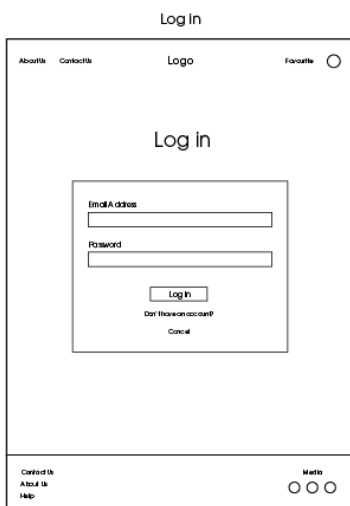 Log In
About Us Contact Us Logo Favourite
Log in
Email Address
Password
Log In
Don't have an account?
Cancel
Contact Us
About Us
Help
Media